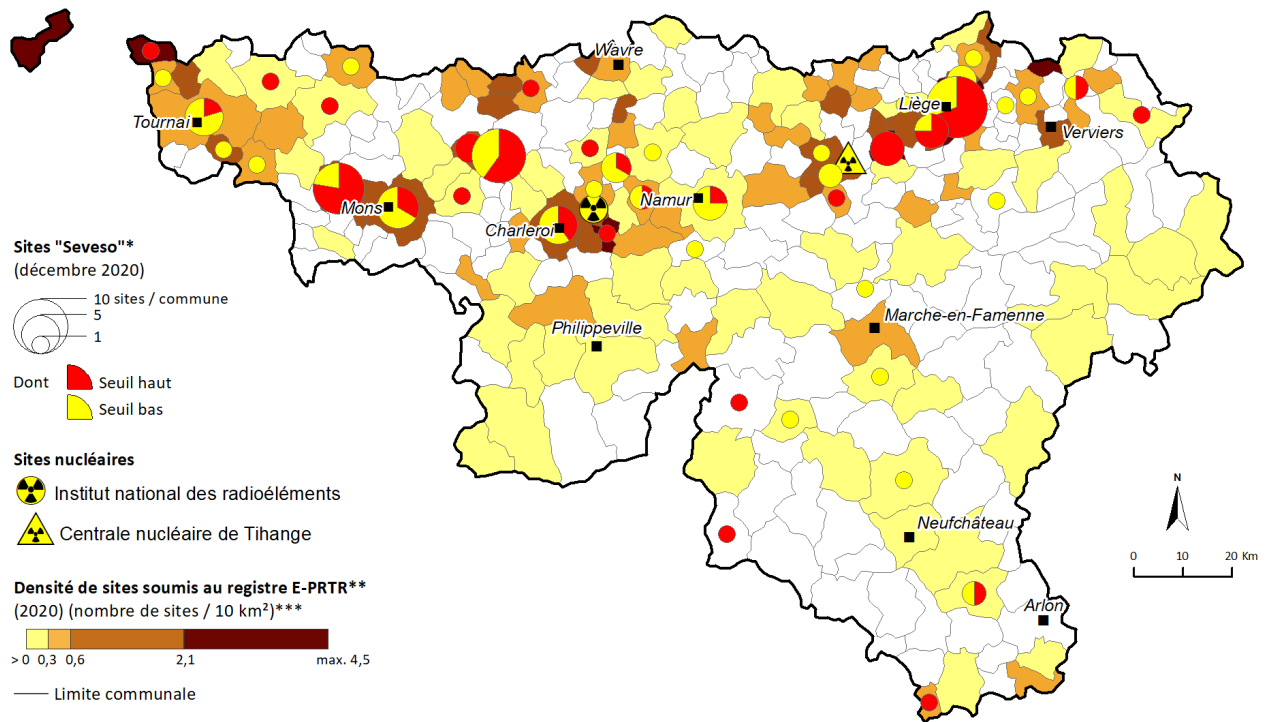 Wavre
Liège
Tournai
Verviers
Mons
Namur
Charleroi
Marche-en-Famenne
Philippeville
Neufchâteau
Arlon
Sites "Seveso"*
(décembre 2020)
10 sites / commune
5
1
Dont
Seuil haut
Seuil bas
Sites nucléaires
Institut national des radioéléments
Centrale nucléaire de Tihange
Densité de sites soumis au registre E-PRTR**
(2020) (nombre de sites / 10 km²)***
> 0 0,3 0,6 2,1 max. 4,5
Limite communale
N
0 10 20 Km